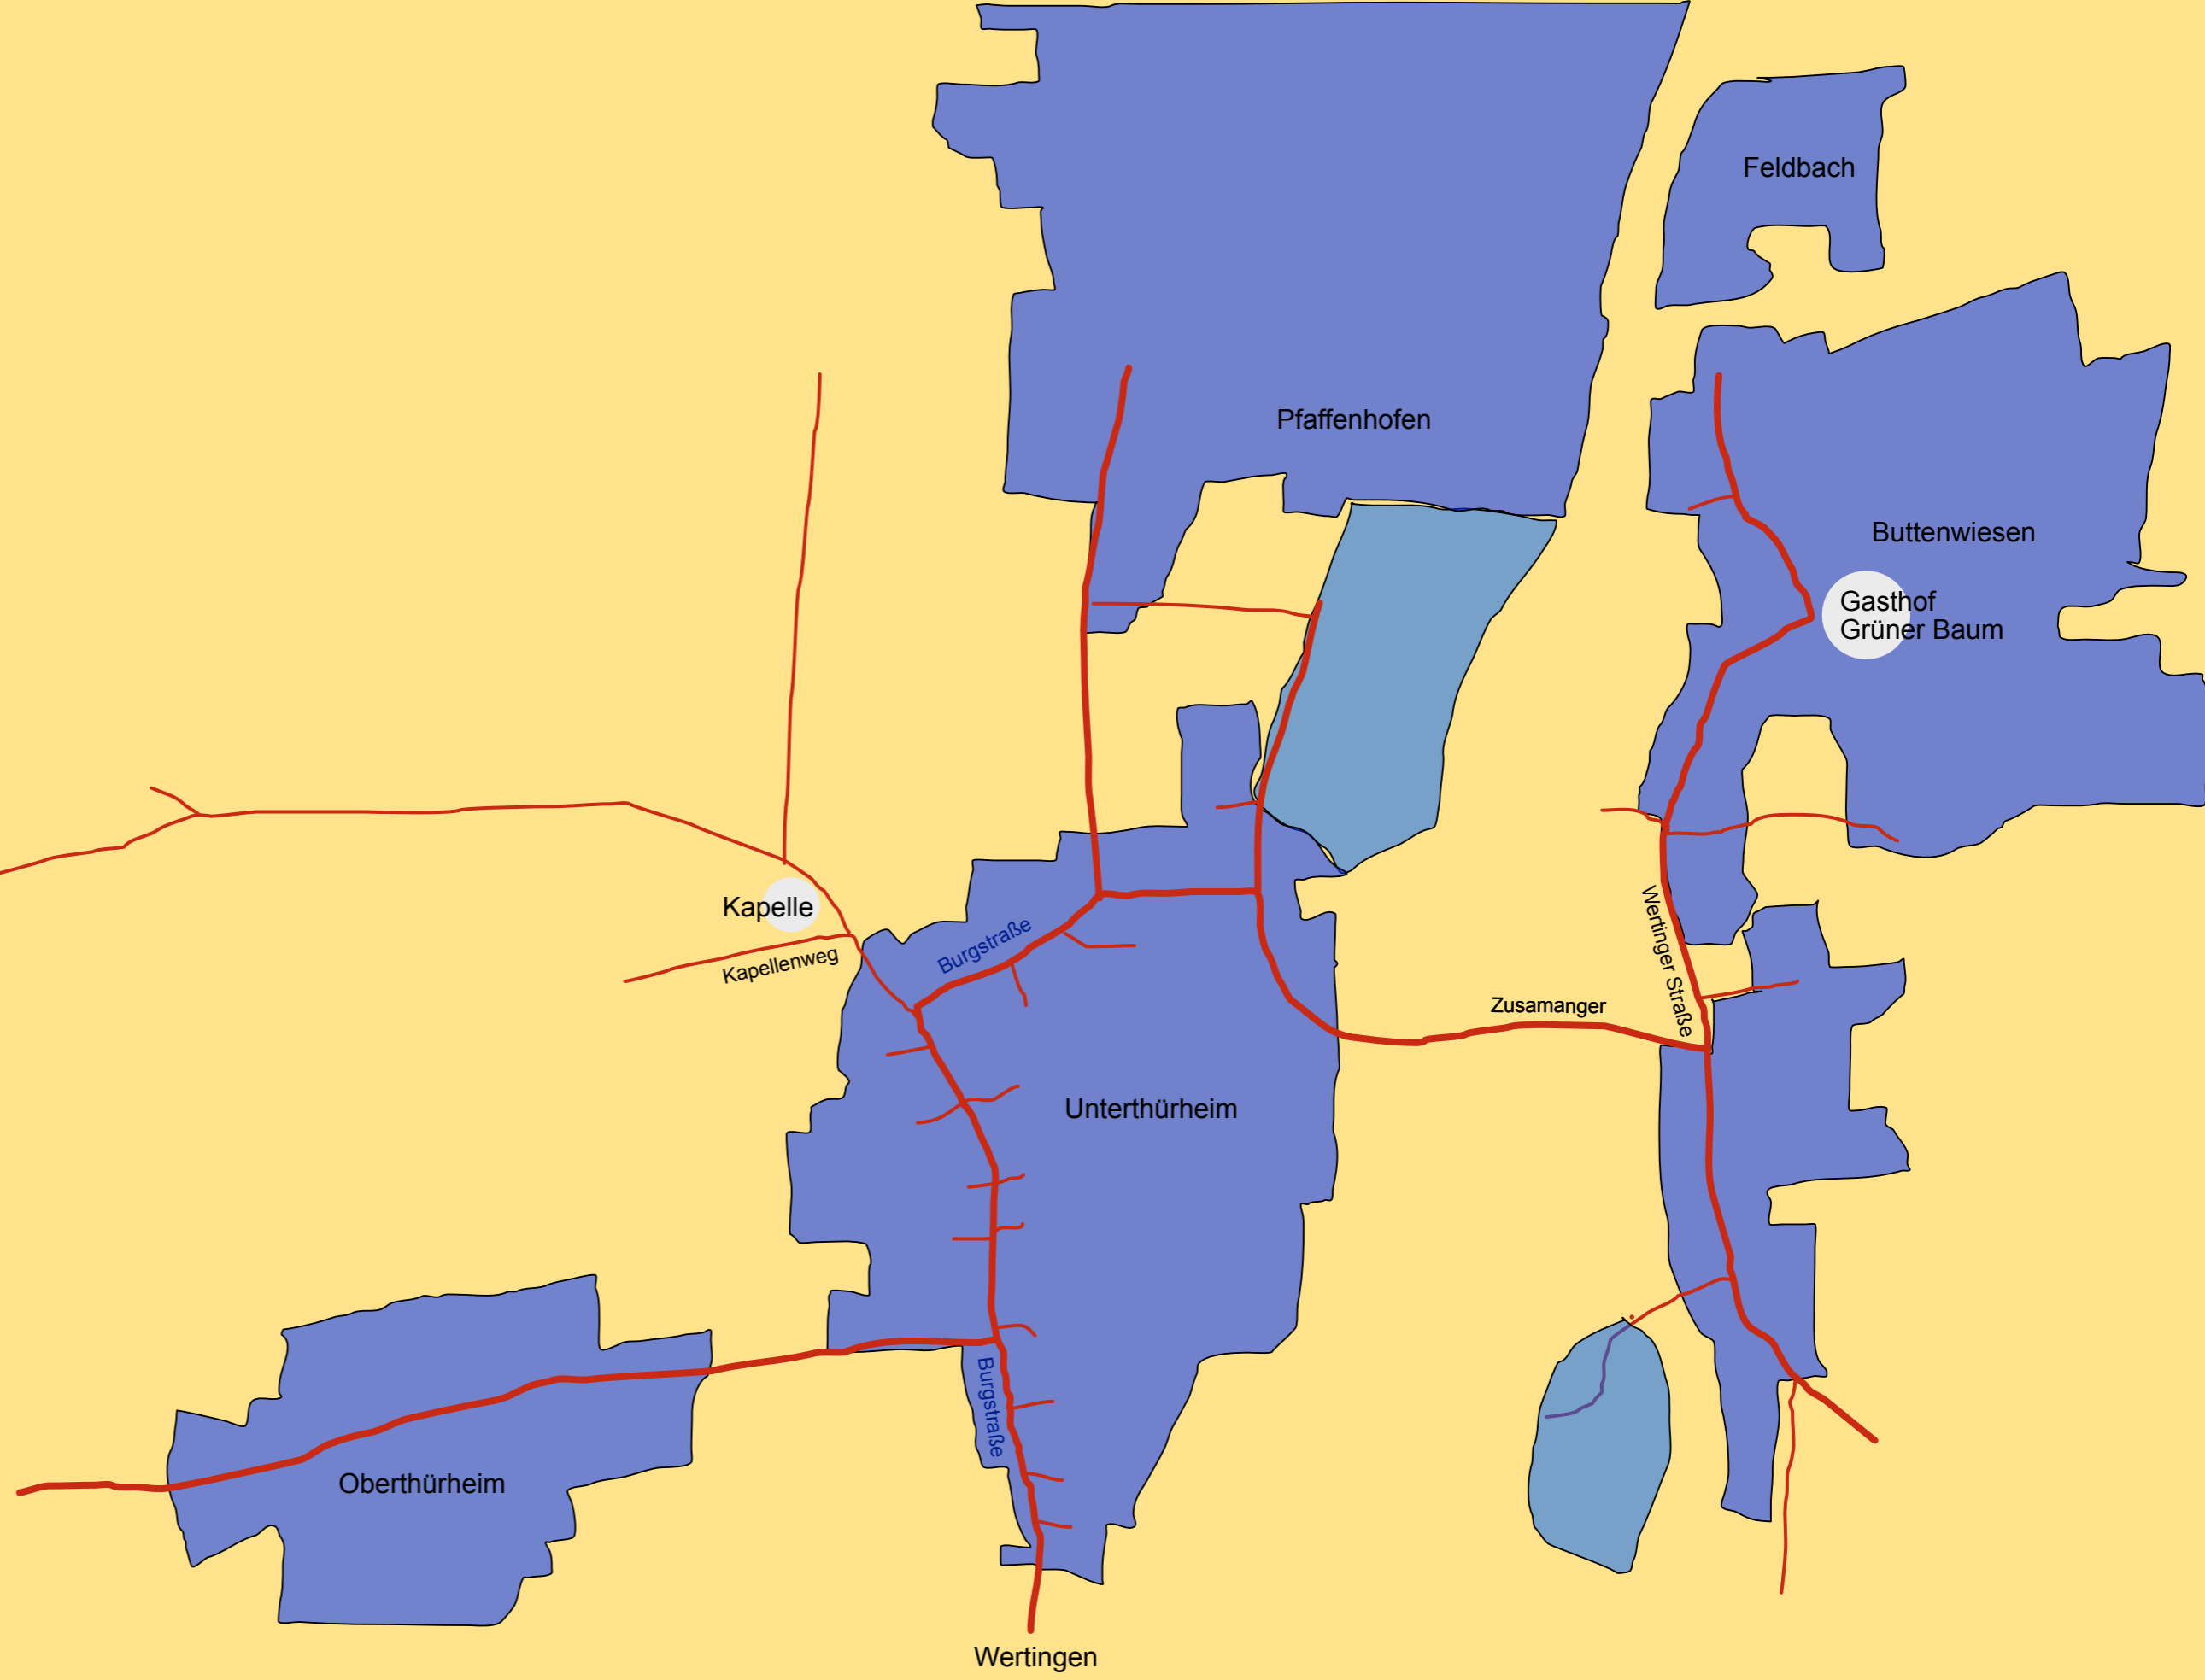 Feldbach
Pfaffenhofen
Buttenwiesen
Gasthof
Grüner Baum
Kapelle
Kapellenweg
Burgstraße
Wertinger Straße
Zusamanger
Unterthürheim
Burgstraße
Oberthürheim
Wertingen